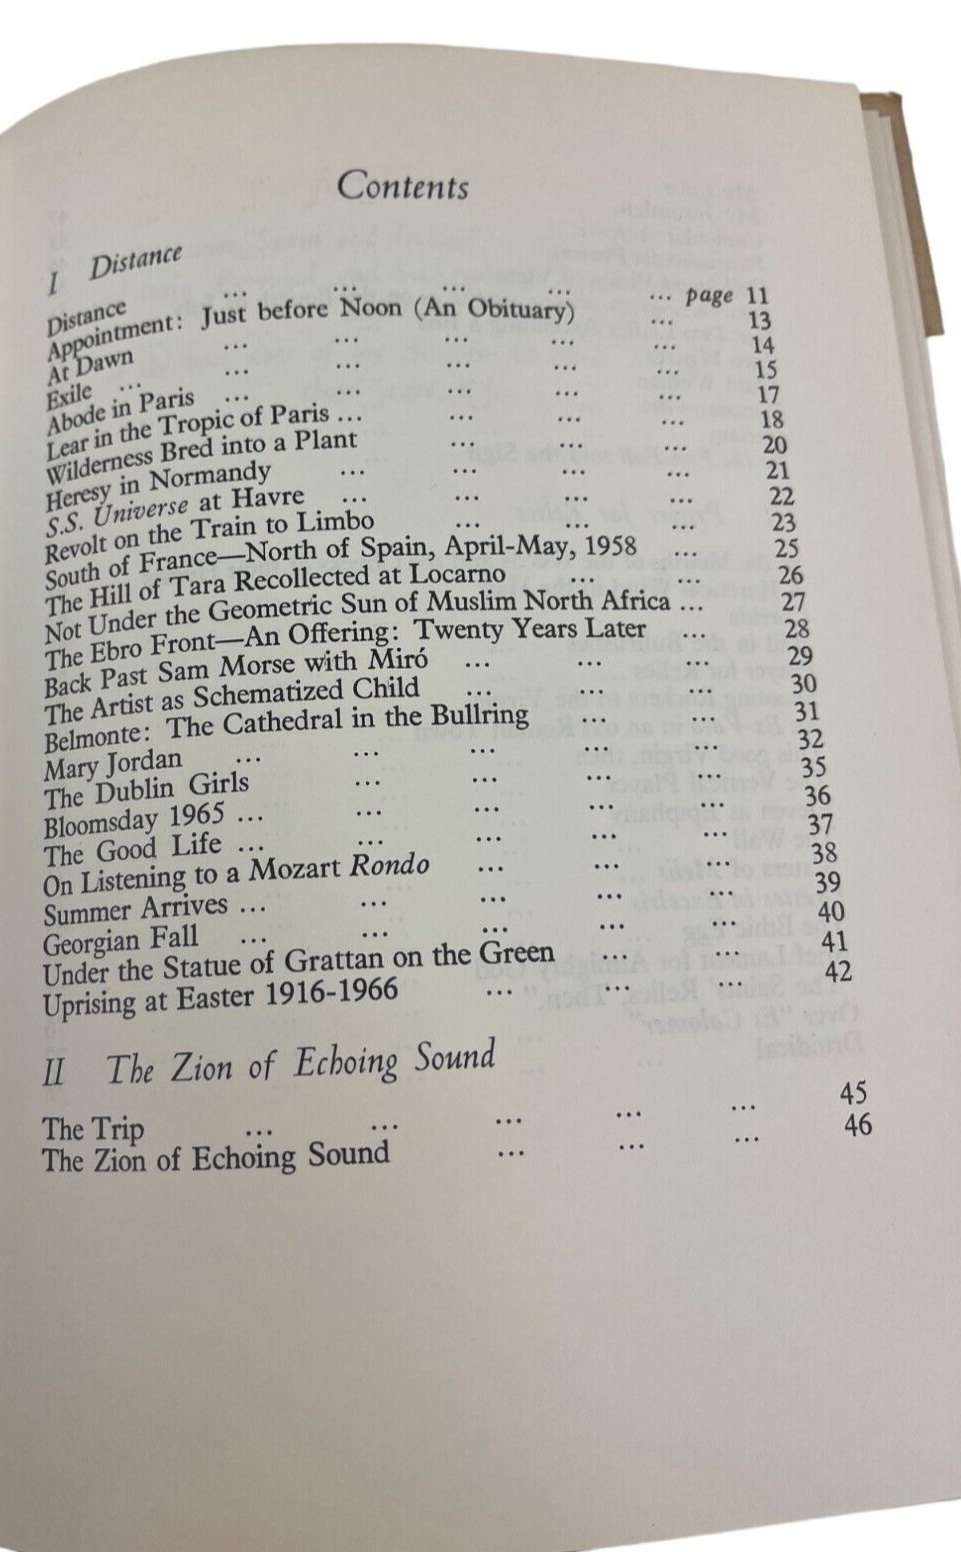 Contents
I Distance
Distance ... ... ... ... ... page 11
Appointment: Just before Noon (An Obituary) ... 13
At Dawn ... ... ... ... ... 14
Exile ... ... ... ... ... ... 15
Abode in Paris ... ... ... ... ... 17
Lear in the Tropic of Paris ... ... ... ... 18
Wilderness Bred into a Plant ... ... ... 20
Heresy in Normandy ... ... ... ... 21
S.S. Universe at Havre ... ... ... ... 22
Revolt on the Train to Limbo ... ... ... 23
South of France—North of Spain, April-May, 1958 ... 25
The Hill of Tara Recollected at Locarno ... ... 26
Not Under the Geometric Sun of Muslim North Africa ... 27
The Ebro Front—An Offering: Twenty Years Later ... 28
Back Past Sam Morse with Miró ... ... ... 29
The Artist as Schematized Child ... ... ... 30
Belmonte: The Cathedral in the Bullring ... ... 31
Mary Jordan ... ... ... ... ... 32
The Dublin Girls ... ... ... ... 35
Bloomsday 1965 ... ... ... ... ... 36
The Good Life ... ... ... ... ... 37
On Listening to a Mozart Rondo ... ... ... 38
Summer Arrives ... ... ... ... ... 39
Georgian Fall ... ... ... ... ... 40
Under the Statue of Grattan on the Green ... ... 41
Uprising at Easter 1916-1966 ... ... ... 42
II The Zion of Echoing Sound
The Trip ... ... ... ... ... 45
The Zion of Echoing Sound ... ... ... 46